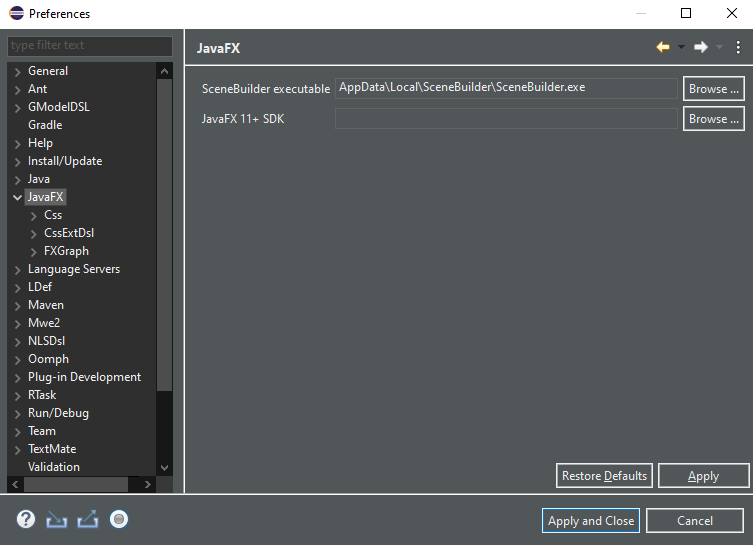 Preferences
type filter text
General
Ant
GModelDSL
Gradle
Help
Install/Update
Java
JavaFX
Css
CssExtDsl
FXGraph
Language Servers
LDef
Maven
Mwe2
NLSDsl
Oomph
Plug-in Development
RTask
Run/Debug
Team
TextMate
Validation
JavaFX
SceneBuilder executable AppData\Local\SceneBuilder\SceneBuilder.exe Browse ...
JavaFX 11+ SDK Browse ...
Restore Defaults Apply
? Apply and Close Cancel